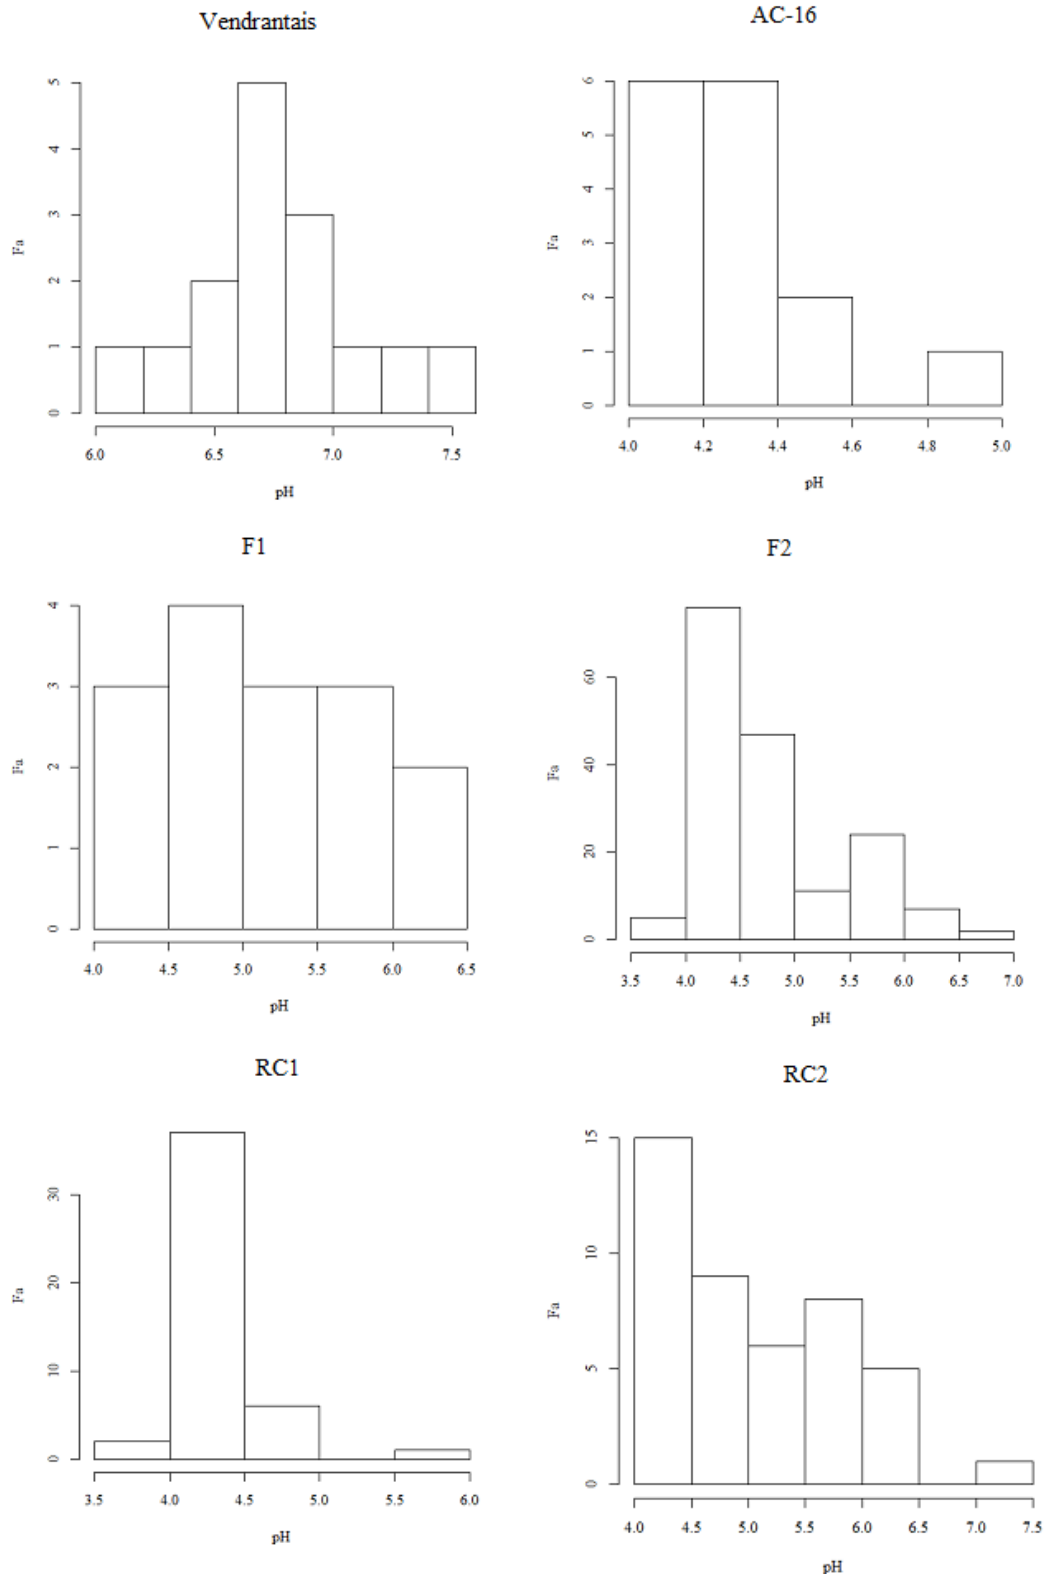 Vendrantais
5
4
3
2
1
0
Fa
6.0 6.5 7.0 7.5
pH
AC-16
6
5
4
3
2
1
0
Fa
4.0 4.2 4.4 4.6 4.8 5.0
pH
F1
4
3
2
1
0
Fa
4.0 4.5 5.0 5.5 6.0 6.5
pH
F2
60
40
20
0
Fa
3.5 4.0 4.5 5.0 5.5 6.0 6.5 7.0
pH
RC1
30
20
10
0
Fa
3.5 4.0 4.5 5.0 5.5 6.0
pH
RC2
15
10
5
0
Fa
4.0 4.5 5.0 5.5 6.0 6.5 7.0 7.5
pH